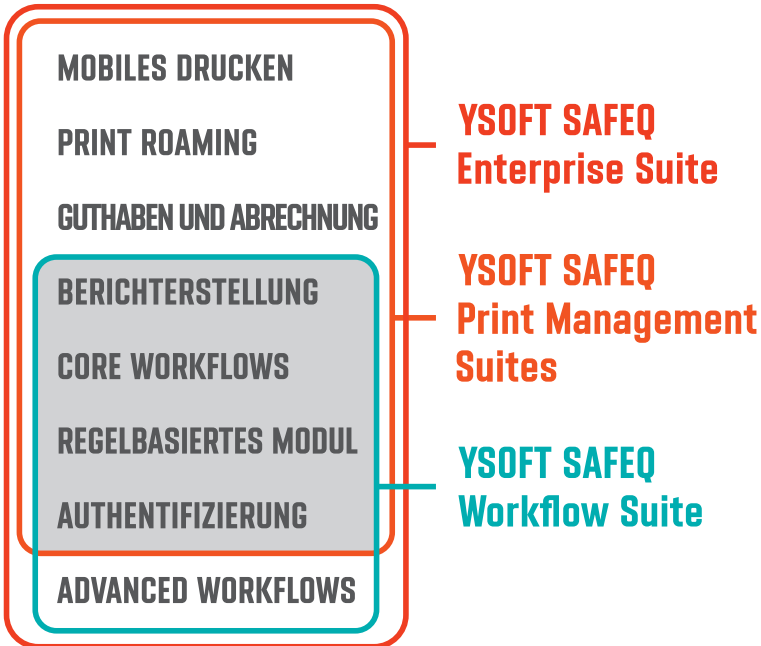 MOBILES DRUCKEN
PRINT ROAMING
GUTHABEN UND ABRECHNUNG
BERICHTERSTELLUNG
CORE WORKFLOWS
REGELBASIERTES MODUL
AUTHENTIFIZIERUNG
ADVANCED WORKFLOWS
YSOFT SAFEQ
Enterprise Suite
YSOFT SAFEQ
Print Management
Suites
YSOFT SAFEQ
Workflow Suite